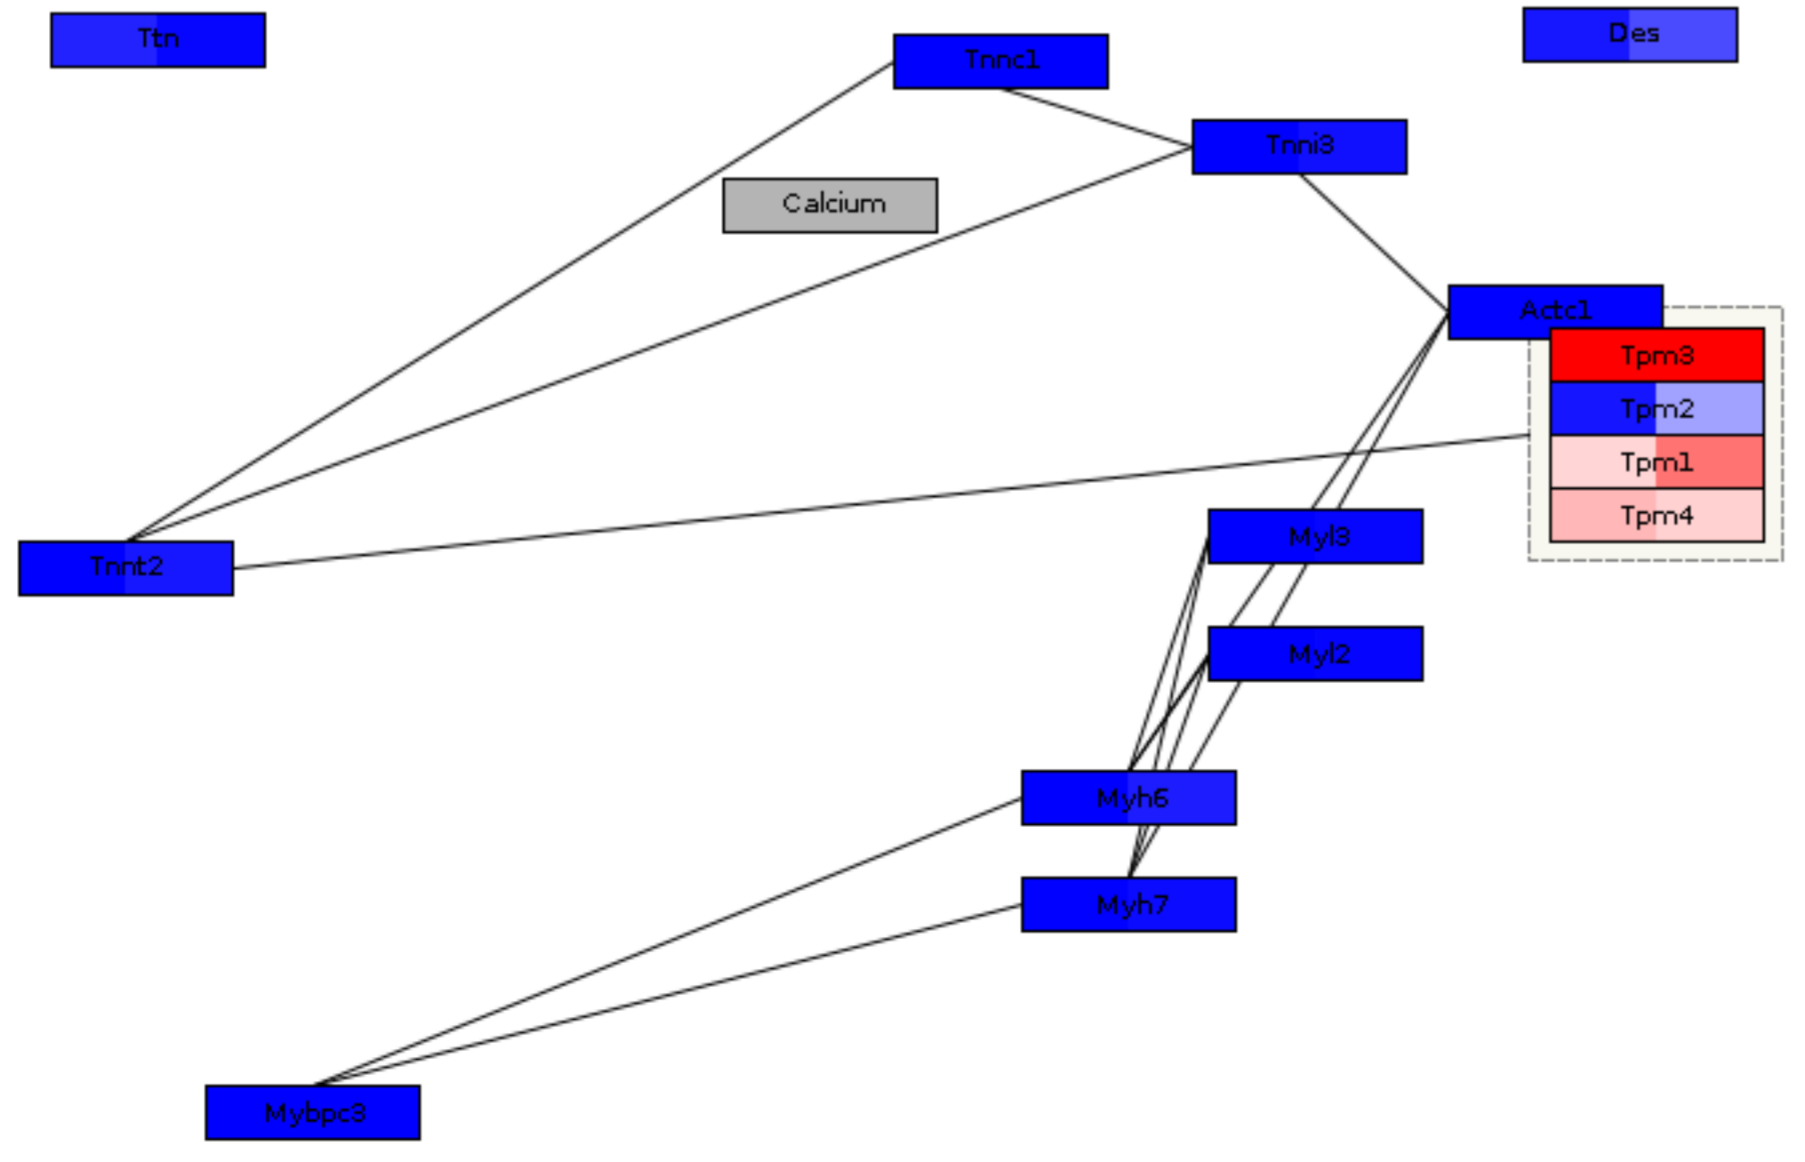 Ttn
Des
Tnnc1
Tnni3
Calcium
Actc1
Tpm3
Tpm2
Tpm1
Tpm4
Myl3
Tnnt2
Myl2
Myh6
Myh7
Mybpc3